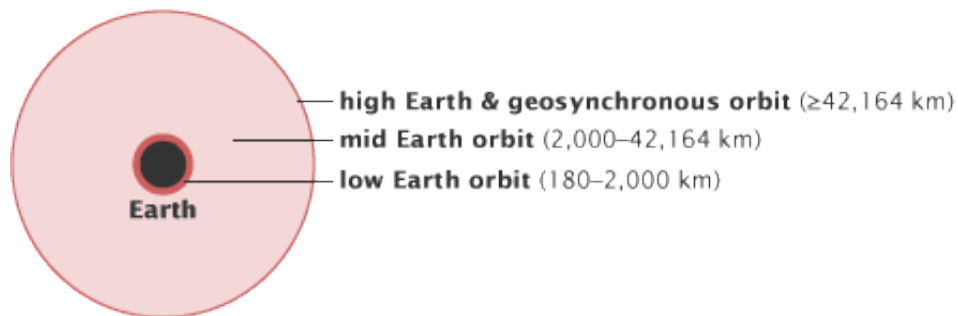 high Earth & geosynchronous orbit (≥42,164 km)
mid Earth orbit (2,000–42,164 km)
low Earth orbit (180–2,000 km)
Earth